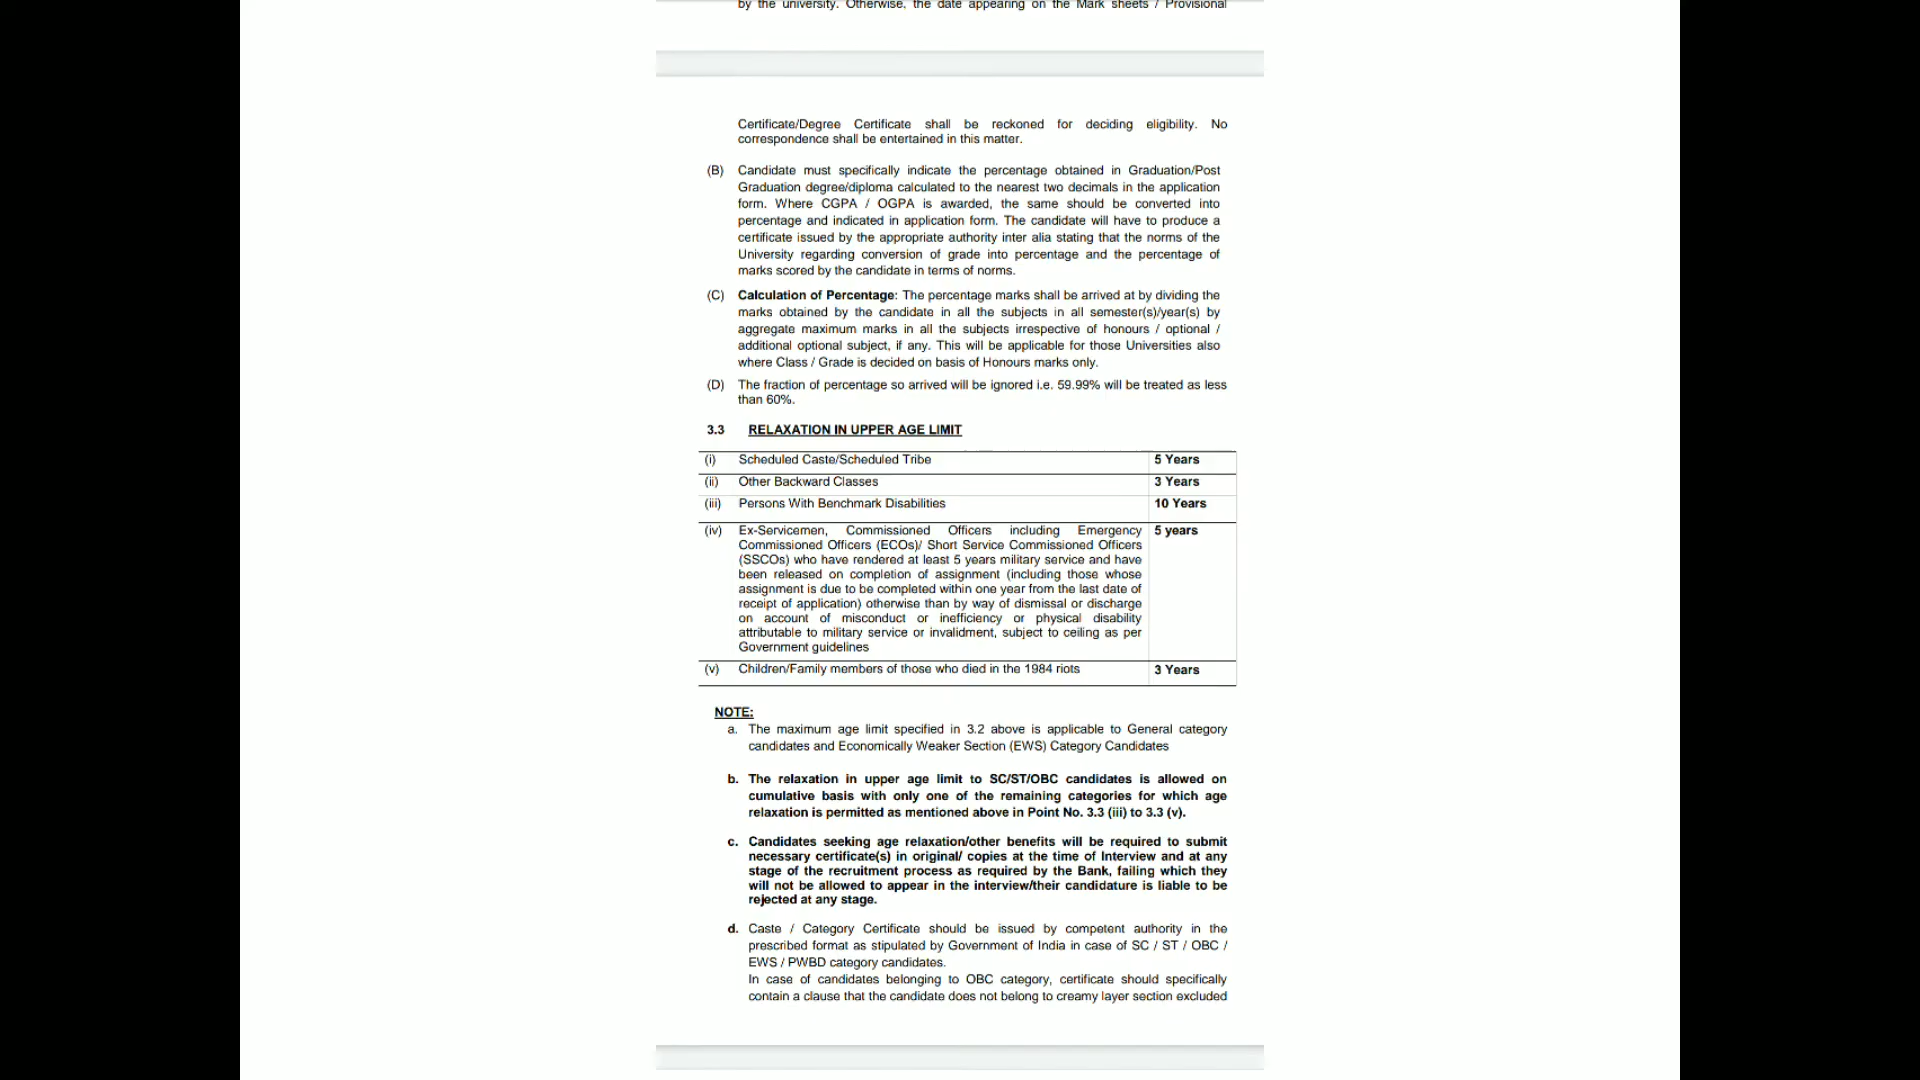 by the university. Otherwise, the date appearing on the Mark sheets / Provisional
Certificate/Degree Certificate shall be reckoned for deciding eligibility. No
correspondence shall be entertained in this matter.
(B) Candidate must specifically indicate the percentage obtained in Graduation/Post
Graduation degree/diploma calculated to the nearest two decimals in the application
form. Where CGPA / OGPA is awarded, the same should be converted into
percentage and indicated in application form. The candidate will have to produce a
certificate issued by the appropriate authority inter alia stating that the norms of the
University regarding conversion of grade into percentage and the percentage of
marks scored by the candidate in terms of norms.
(C) Calculation of Percentage: The percentage marks shall be arrived at by dividing the
marks obtained by the candidate in all the subjects in all semester(s)/year(s) by
aggregate maximum marks in all the subjects irrespective of honours / optional /
additional optional subject, if any. This will be applicable for those Universities also
where Class / Grade is decided on basis of Honours marks only.
(D) The fraction of percentage so arrived will be ignored i.e. 59.99% will be treated as less
than 60%.
3.3 RELAXATION IN UPPER AGE LIMIT
(i) Scheduled Caste/Scheduled Tribe 5 Years
(ii) Other Backward Classes 3 Years
(iii) Persons With Benchmark Disabilities 10 Years
(iv) Ex-Servicemen, Commissioned Officers including Emergency 5 years
Commissioned Officers (ECOs)/ Short Service Commissioned Officers
(SSCOs) who have rendered at least 5 years military service and have
been released on completion of assignment (including those whose
assignment is due to be completed within one year from the last date of
receipt of application) otherwise than by way of dismissal or discharge
on account of misconduct or inefficiency or physical disability
attributable to military service or invalidment, subject to ceiling as per
Government guidelines
(v) Children/Family members of those who died in the 1984 riots 3 Years
NOTE:
a. The maximum age limit specified in 3.2 above is applicable to General category
candidates and Economically Weaker Section (EWS) Category Candidates
b. The relaxation in upper age limit to SC/ST/OBC candidates is allowed on
cumulative basis with only one of the remaining categories for which age
relaxation is permitted as mentioned above in Point No. 3.3 (iii) to 3.3 (v).
c. Candidates seeking age relaxation/other benefits will be required to submit
necessary certificate(s) in original/ copies at the time of Interview and at any
stage of the recruitment process as required by the Bank, failing which they
will not be allowed to appear in the interview/their candidature is liable to be
rejected at any stage.
d. Caste / Category Certificate should be issued by competent authority in the
prescribed format as stipulated by Government of India in case of SC / ST / OBC /
EWS / PWBD category candidates.
In case of candidates belonging to OBC category, certificate should specifically
contain a clause that the candidate does not belong to creamy layer section excluded